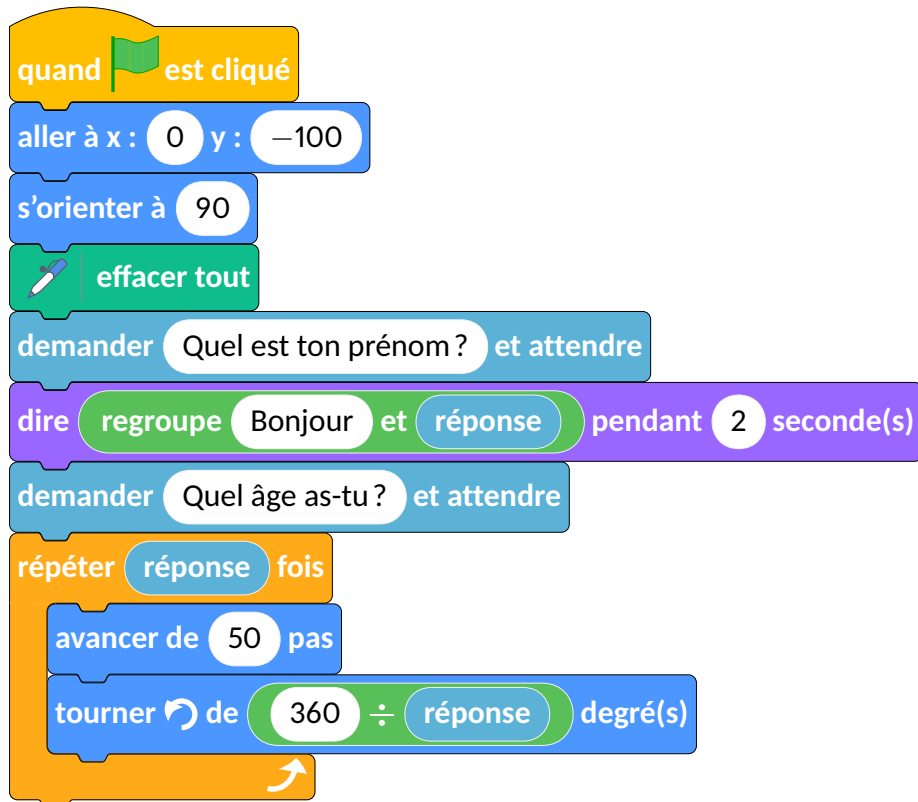 quand est cliqué
aller à x : 0 y : −100
s’orienter à 90
effacer tout
demander Quel est ton prénom ? et attendre
dire regroupe Bonjour et réponse pendant 2 seconde(s)
demander Quel âge as-tu ? et attendre
répéter réponse fois
avancer de 50 pas
tourner de 360 ÷ réponse degré(s)